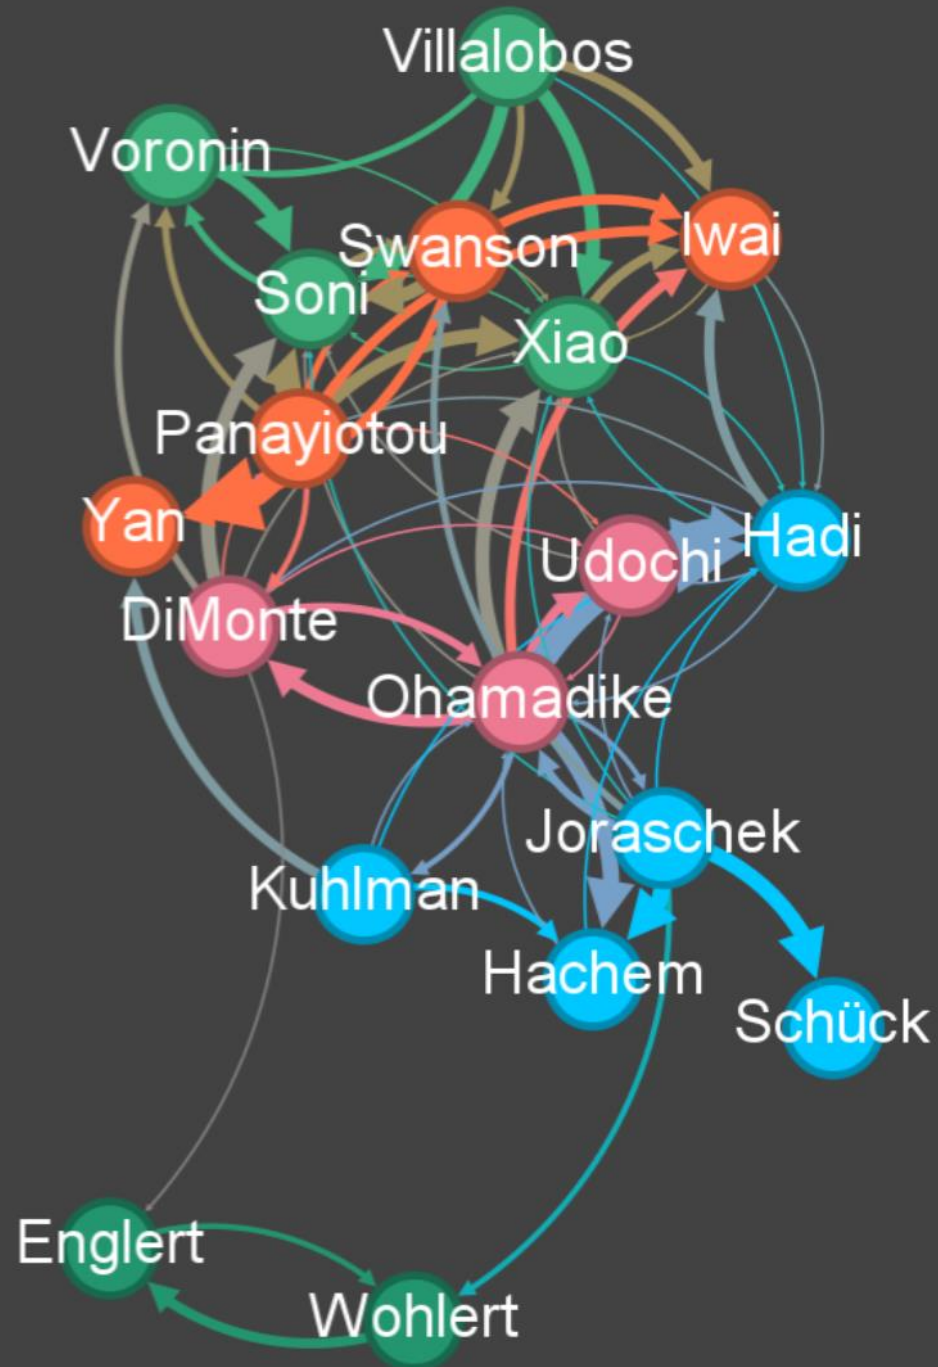 Villalobos
Voronin
Swanson
Iwai
Soni
Xiao
Panayiotou
Yan
Hadi
Udochi
DiMonte
Ohamadike
Joraschek
Kuhlman
Hachem
Schück
Englert
Wohlert